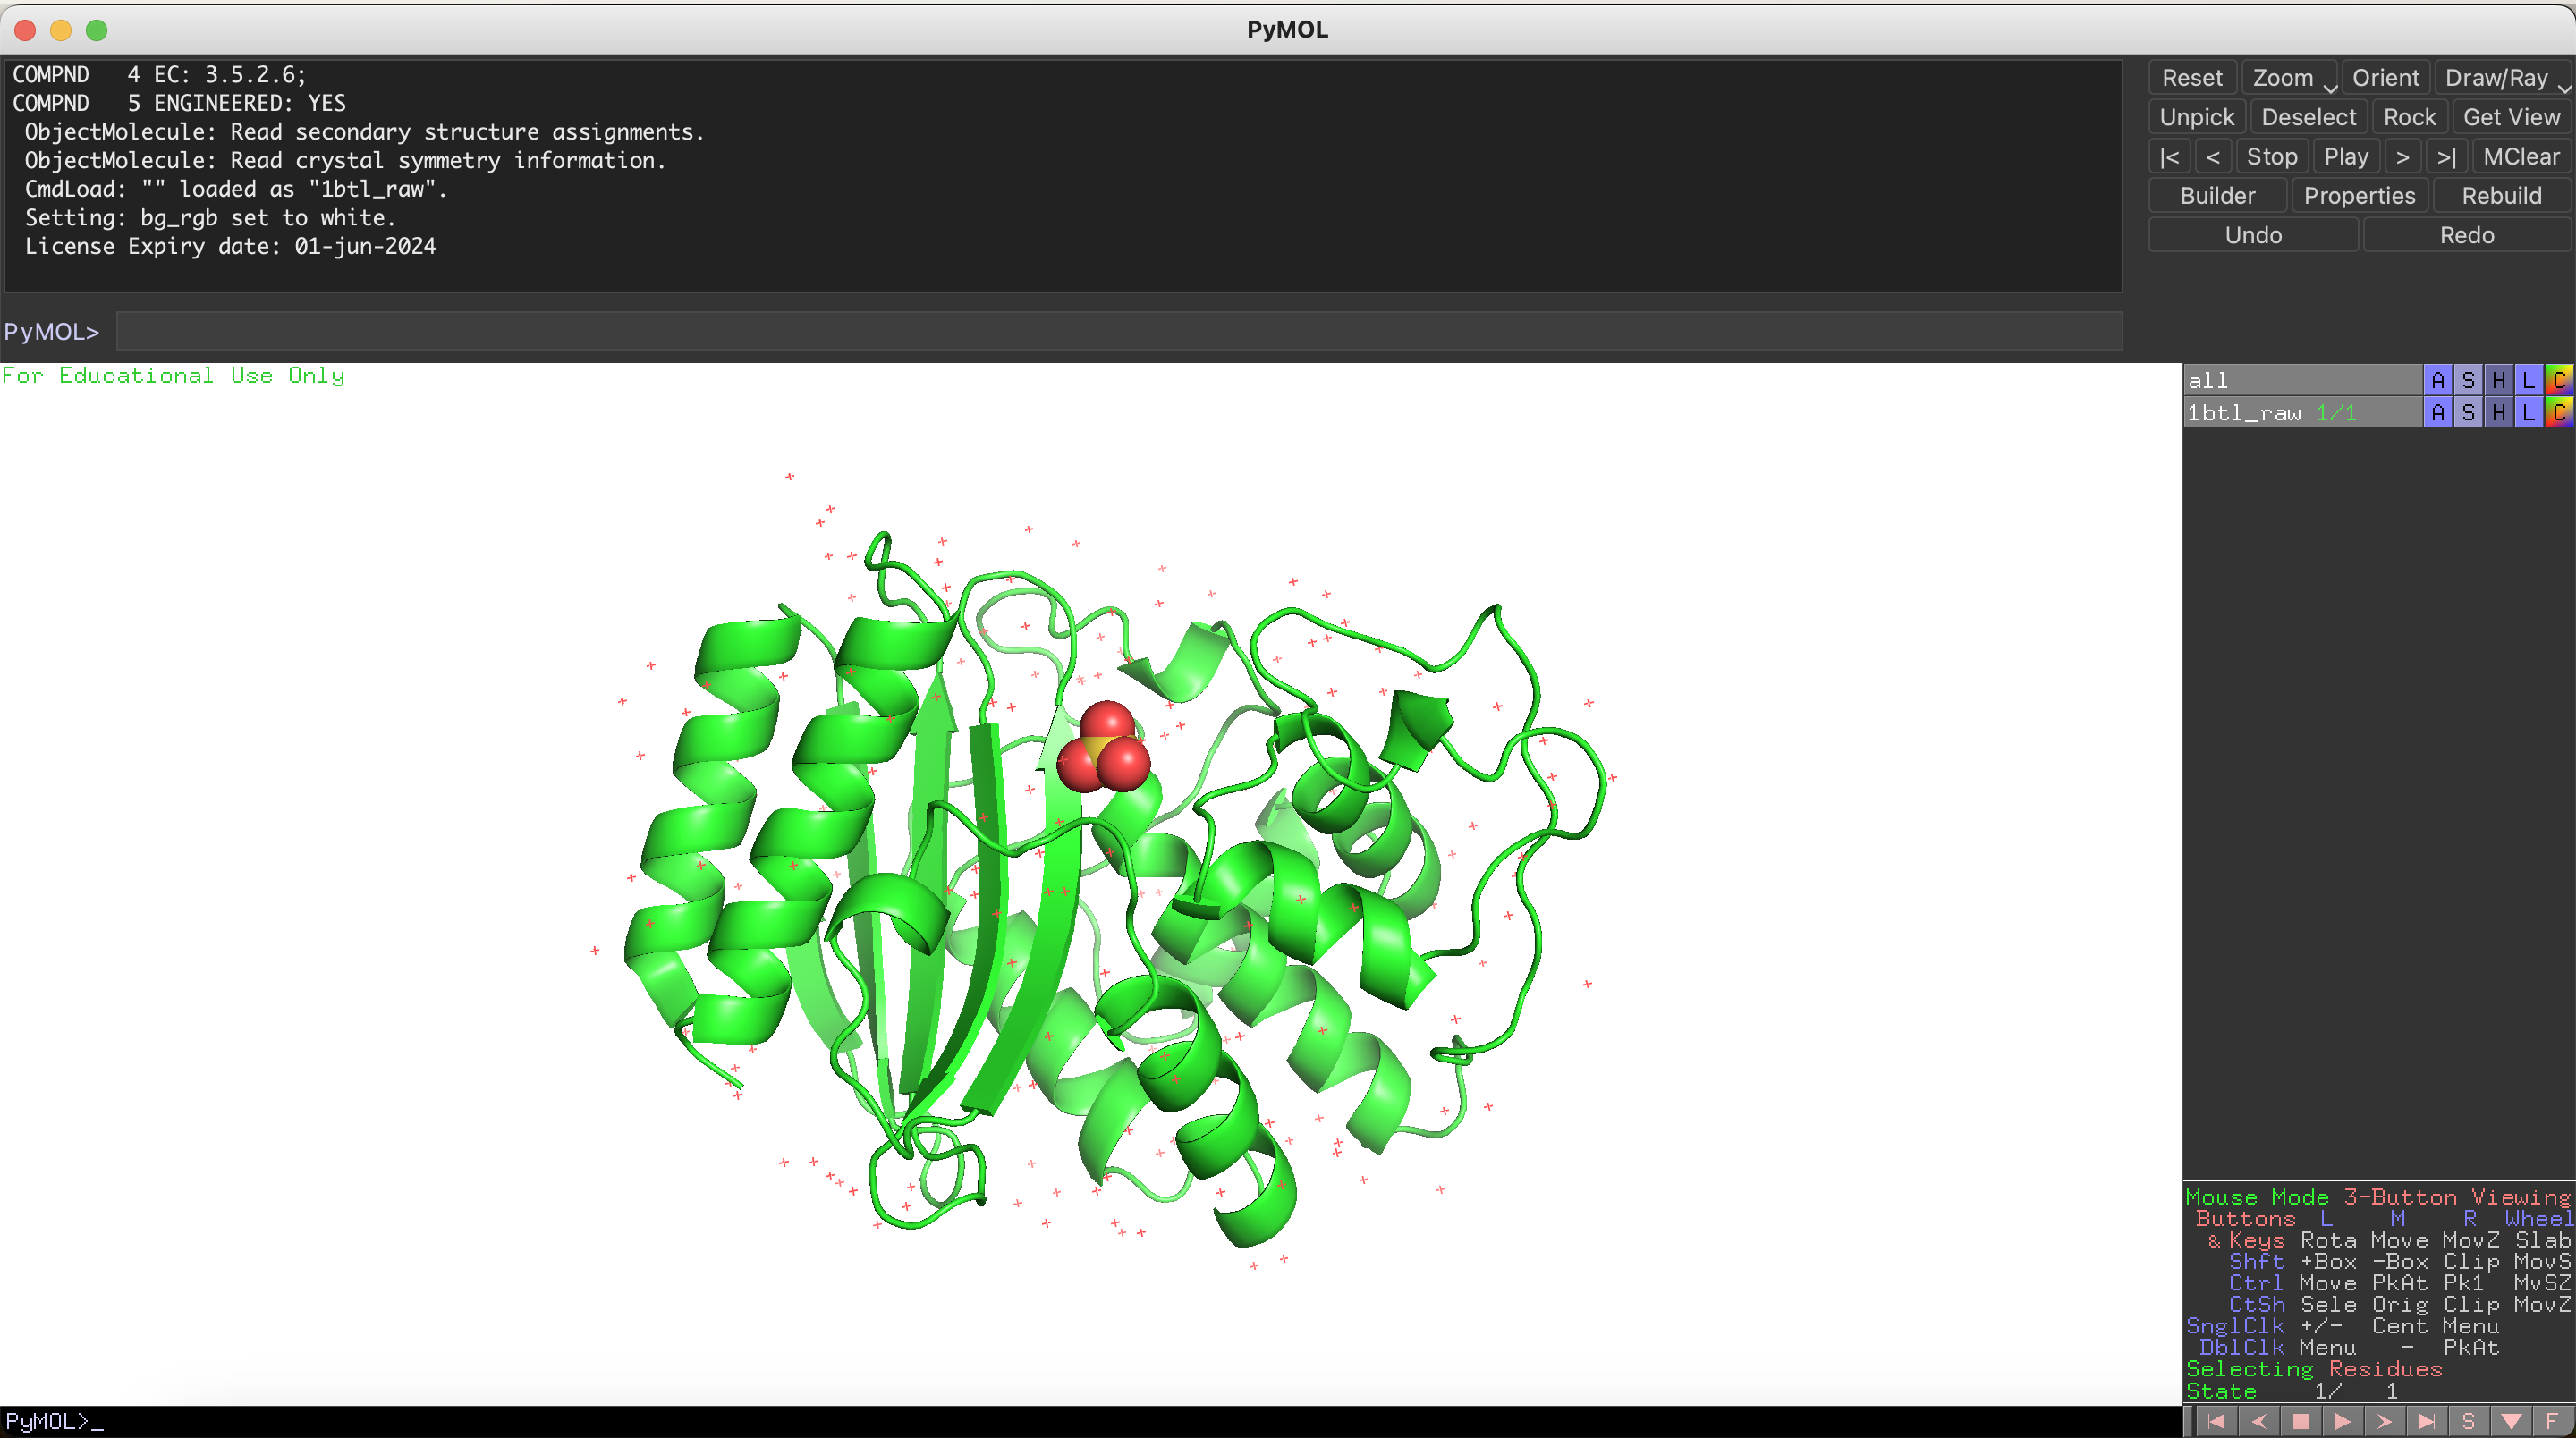 PyMOL
COMPND   4 EC: 3.5.2.6;
COMPND   5 ENGINEERED: YES
ObjectMolecule: Read secondary structure assignments.
ObjectMolecule: Read crystal symmetry information.
CmdLoad: "" loaded as "1btl_raw".
Setting: bg_rgb set to white.
License Expiry date: 01-jun-2024
PyMOL>
Reset Zoom Orient Draw/Ray
Unpick Deselect Rock Get View
|< < Stop Play > >| MClear
Builder Properties Rebuild
Undo Redo
For Educational Use Only
all A S H L C
1btl_raw 1/1 A S H L C
Mouse Mode 3-Button Viewing
Buttons L M R Wheel
& Keys Rota Move MovZ Slab
Shft +Box -Box Clip MovS
Ctrl Move PkAt Pk1 MvSZ
CtSh Sele Orig Clip MovZ
SnglClk +/- Cent Menu
DblClk Menu - PkAt
Selecting Residues
State 1/ 1
PyMOL>_
S F